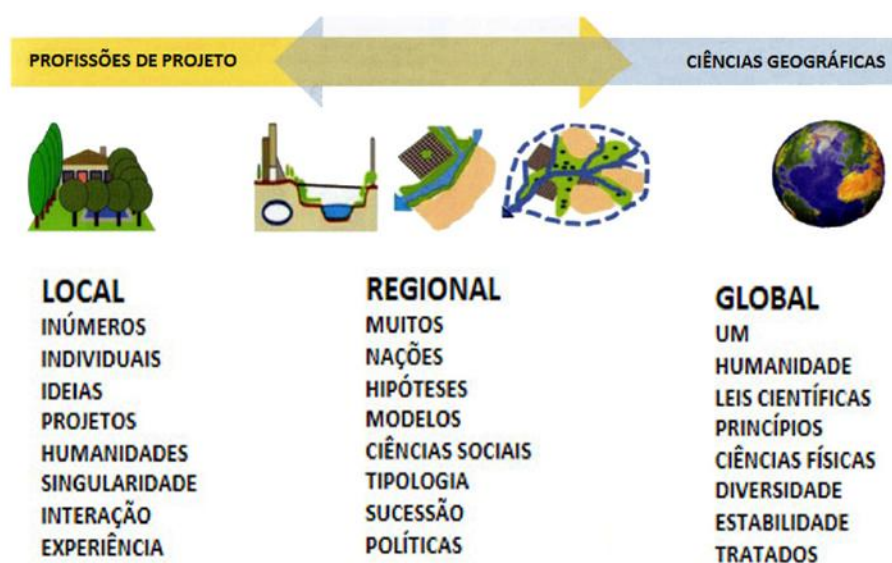 PROFISSÕES DE PROJETO
CIÊNCIAS GEOGRÁFICAS
LOCAL
INÚMEROS
INDIVIDUAIS
IDEIAS
PROJETOS
HUMANIDADES
SINGULARIDADE
INTERAÇÃO
EXPERIÊNCIA
REGIONAL
MUITOS
NAÇÕES
HIPÓTESES
MODELOS
CIÊNCIAS SOCIAIS
TIPOLOGIA
SUCESSÃO
POLÍTICAS
GLOBAL
UM
HUMANIDADE
LEIS CIENTÍFICAS
PRINCÍPIOS
CIÊNCIAS FÍSICAS
DIVERSIDADE
ESTABILIDADE
TRATADOS